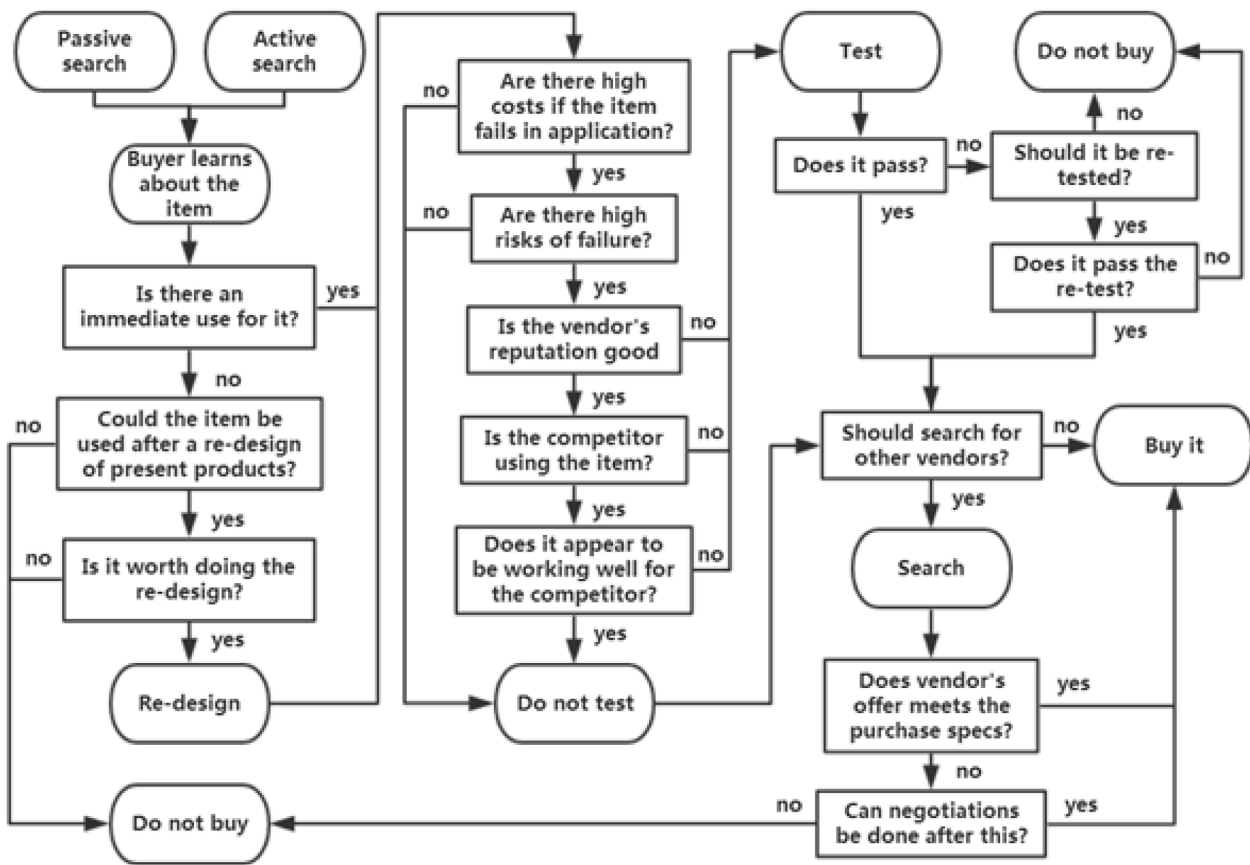 Passive
search
Active
search
Buyer learns
about the
item
Is there an
immediate use for it?
yes
no
Could the item be
used after a re-design
of present products?
no
yes
Is it worth doing the
re-design?
no
yes
Re-design
Do not buy
Are there high
costs if the item
fails in application?
no
yes
Are there high
risks of failure?
no
yes
Is the vendor's
reputation good
no
yes
Is the competitor
using the item?
no
yes
Does it appear to
be working well for
the competitor?
no
yes
Do not test
Test
Does it pass?
no
yes
Do not buy
no
Should it be re-
tested?
yes
Does it pass the
re-test?
no
yes
Should search for
other vendors?
no
yes
Buy it
Search
Does vendor's
offer meets the
purchase specs?
yes
no
Can negotiations
be done after this?
no
yes